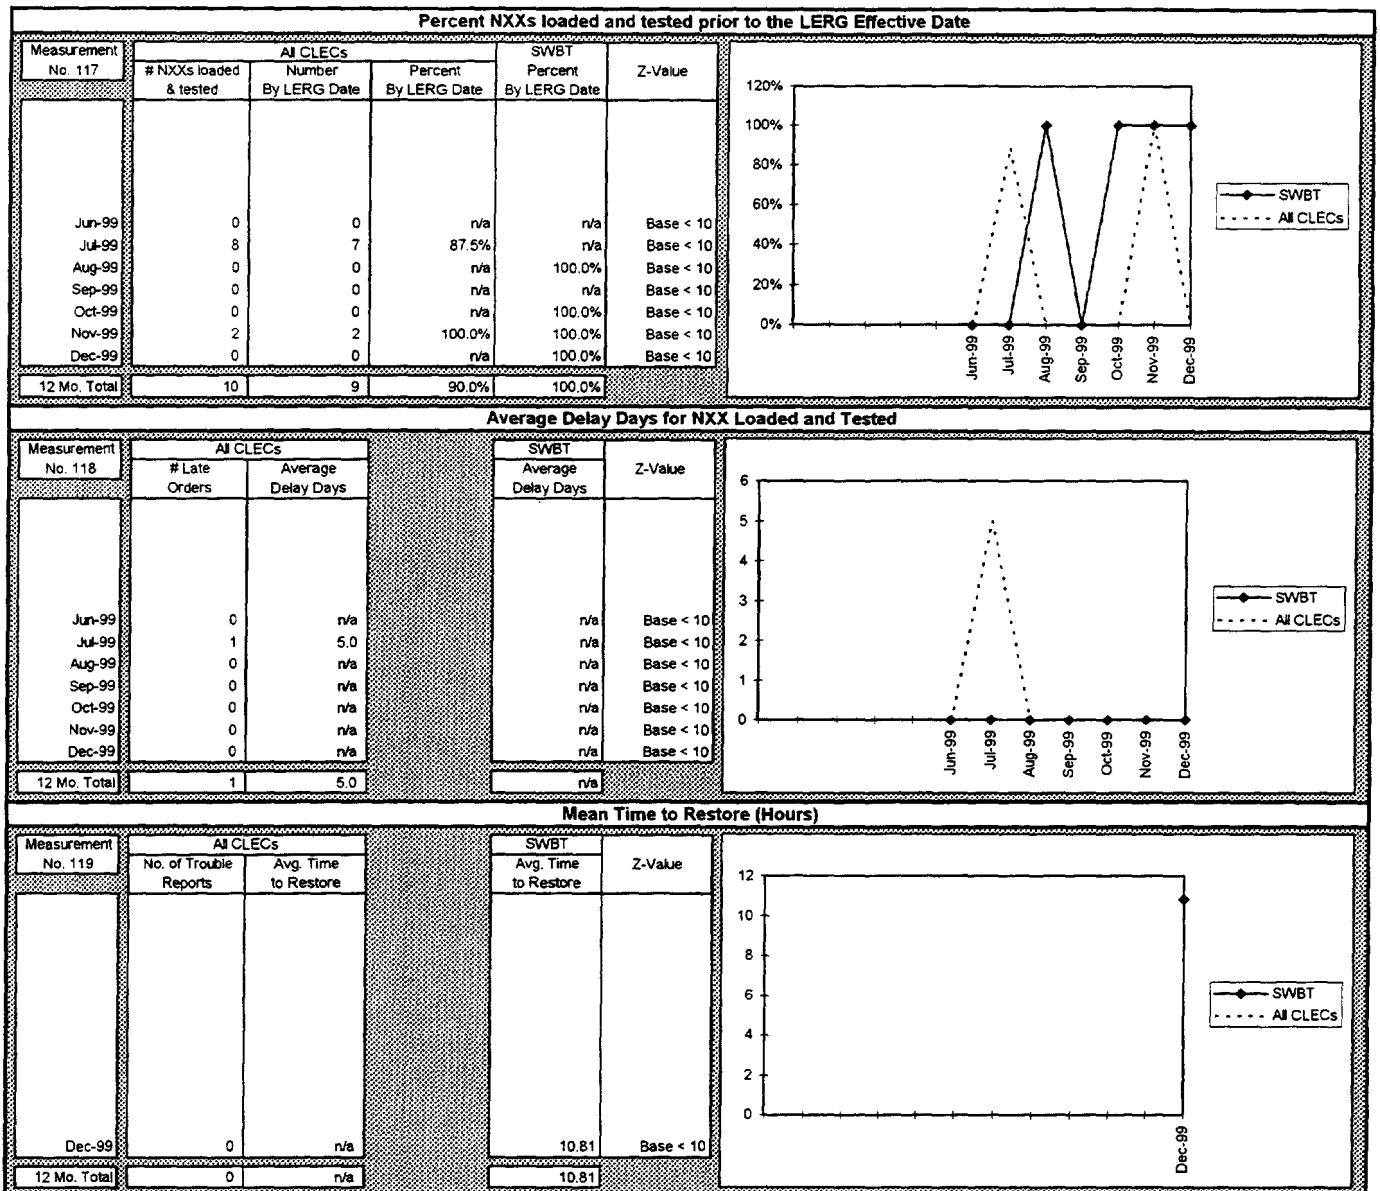 Percent NXXs loaded and tested prior to the LERG Effective Date
Measurement No. 117
All CLECs
SWBT
# NXXs loaded & tested
Number By LERG Date
Percent By LERG Date
Percent By LERG Date
Z-Value
Jun-99 0 0 n/a n/a Base < 10
Jul-99 8 7 87.5% n/a Base < 10
Aug-99 0 0 n/a 100.0% Base < 10
Sep-99 0 0 n/a n/a Base < 10
Oct-99 0 0 n/a 100.0% Base < 10
Nov-99 2 2 100.0% 100.0% Base < 10
Dec-99 0 0 n/a 100.0% Base < 10
12 Mo. Total 10 9 90.0% 100.0%
120%
100%
80%
60%
40%
20%
0%
Jun-99
Jul-99
Aug-99
Sep-99
Oct-99
Nov-99
Dec-99
SWBT
All CLECs
Average Delay Days for NXX Loaded and Tested
Measurement No. 118
All CLECs
SWBT
# Late Orders
Average Delay Days
Average Delay Days
Z-Value
Jun-99 0 n/a n/a Base < 10
Jul-99 1 5.0 n/a Base < 10
Aug-99 0 n/a n/a Base < 10
Sep-99 0 n/a n/a Base < 10
Oct-99 0 n/a n/a Base < 10
Nov-99 0 n/a n/a Base < 10
Dec-99 0 n/a n/a Base < 10
12 Mo. Total 1 5.0 n/a
6
5
4
3
2
1
0
Jun-99
Jul-99
Aug-99
Sep-99
Oct-99
Nov-99
Dec-99
SWBT
All CLECs
Mean Time to Restore (Hours)
Measurement No. 119
All CLECs
SWBT
No. of Trouble Reports
Avg. Time to Restore
Avg. Time to Restore
Z-Value
Dec-99 0 n/a 10.81 Base < 10
12 Mo. Total 0 n/a 10.81
12
10
8
6
4
2
0
Dec-99
SWBT
All CLECs